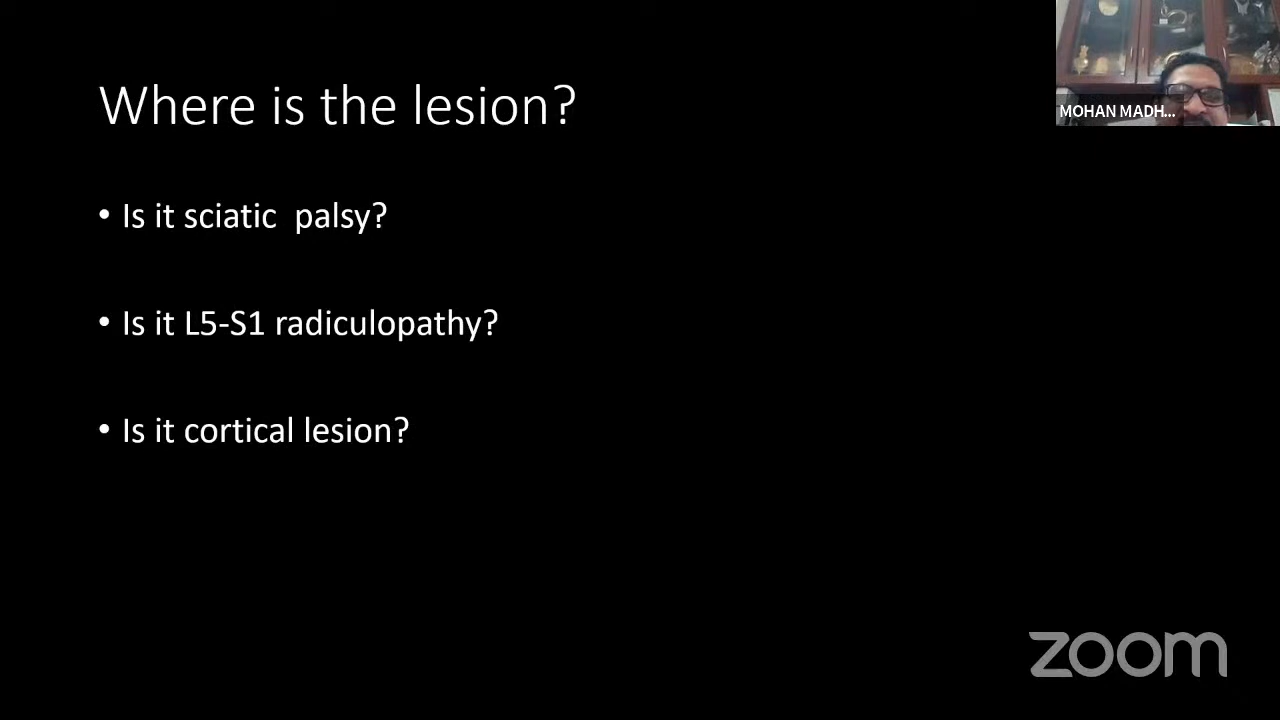 Where is the lesion?
MOHAN MADH...
• Is it sciatic  palsy?
• Is it L5-S1 radiculopathy?
• Is it cortical lesion?
zoom